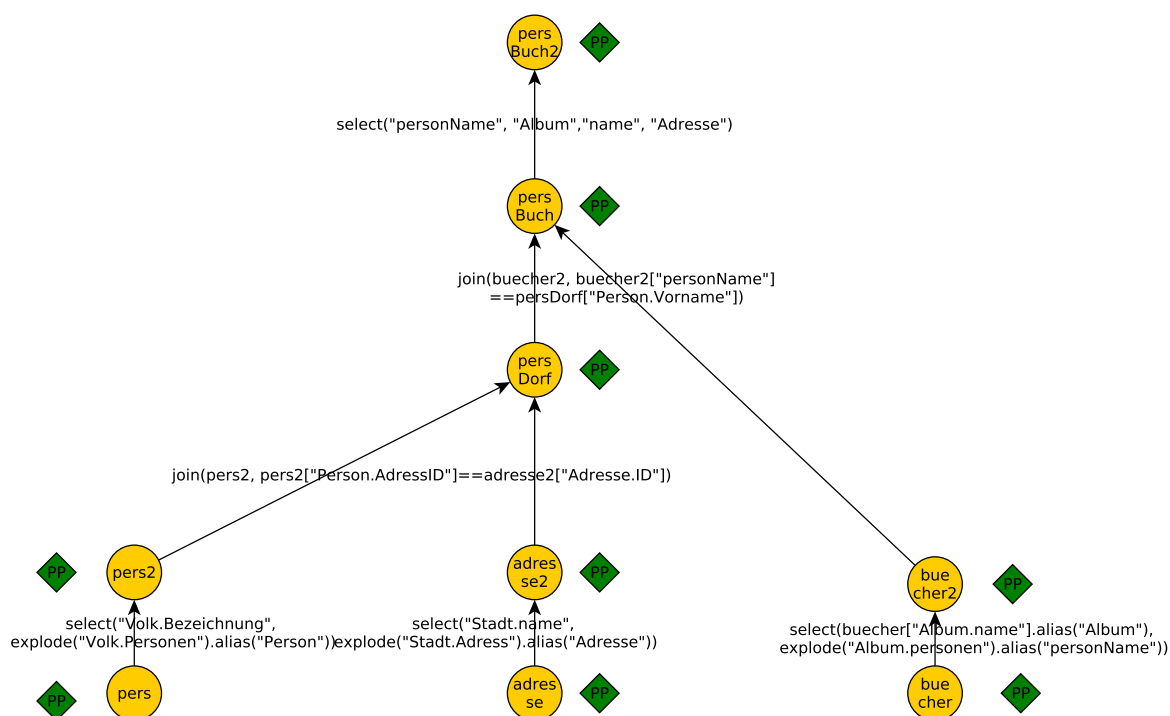 pers
Buch2
PP
select("personName", "Album","name", "Adresse")
pers
Buch
PP
join(buecher2, buecher2["personName"]
==persDorf["Person.Vorname"])
pers
Dorf
PP
join(pers2, pers2["Person.AdressID"]==adresse2["Adresse.ID"])
PP
pers2
adres
se2
PP
bue
cher2
PP
select("Volk.Bezeichnung",
explode("Volk.Personen").alias("Person"))
select("Stadt.name",
explode("Stadt.Adress").alias("Adresse"))
select(buecher["Album.name"].alias("Album"),
explode("Album.personen").alias("personName"))
PP
pers
adres
se
PP
bue
cher
PP